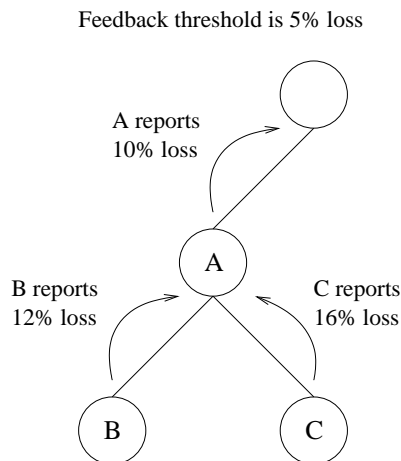 Feedback threshold is 5% loss
A reports
10% loss
A
B reports
12% loss
C reports
16% loss
B
C